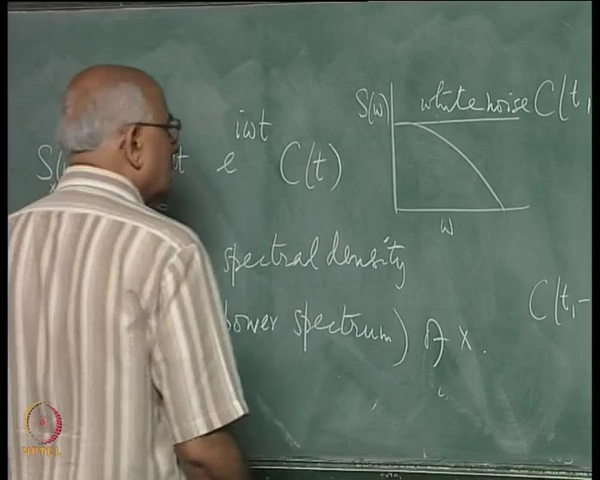 S(ω) white noise C(t,
S e^{iωt} C(t)
ω
spectral density
power spectrum) of X.
C(t,-
NPTEL